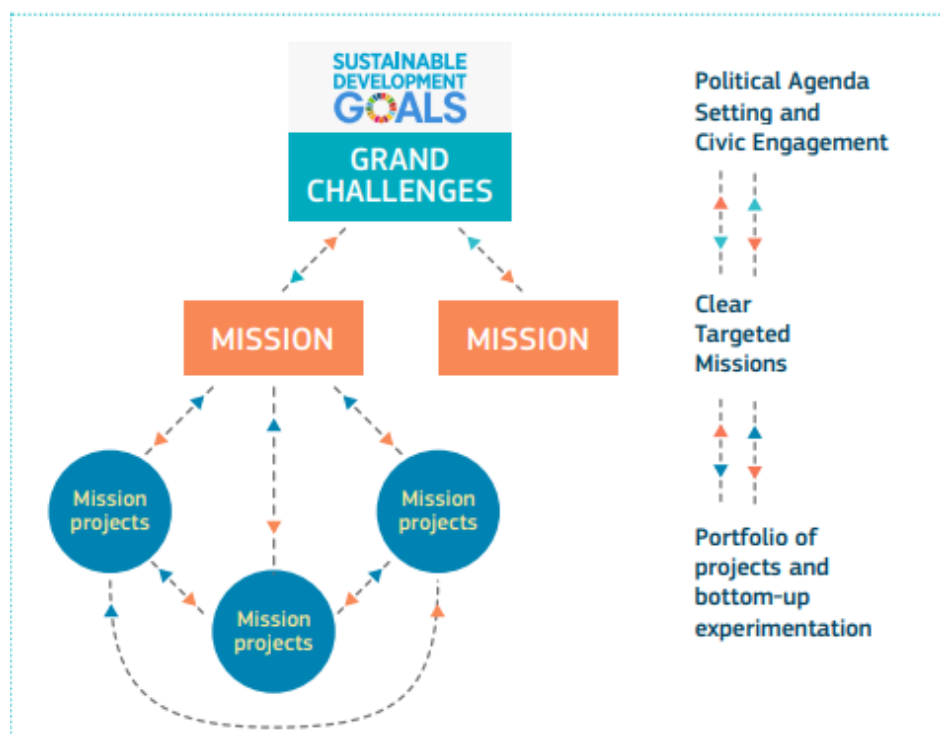 SUSTAINABLE
DEVELOPMENT
GOALS
GRAND
CHALLENGES
MISSION
MISSION
Mission
projects
Mission
projects
Mission
projects
Political Agenda
Setting and
Civic Engagement
Clear
Targeted
Missions
Portfolio of
projects and
bottom-up
experimentation